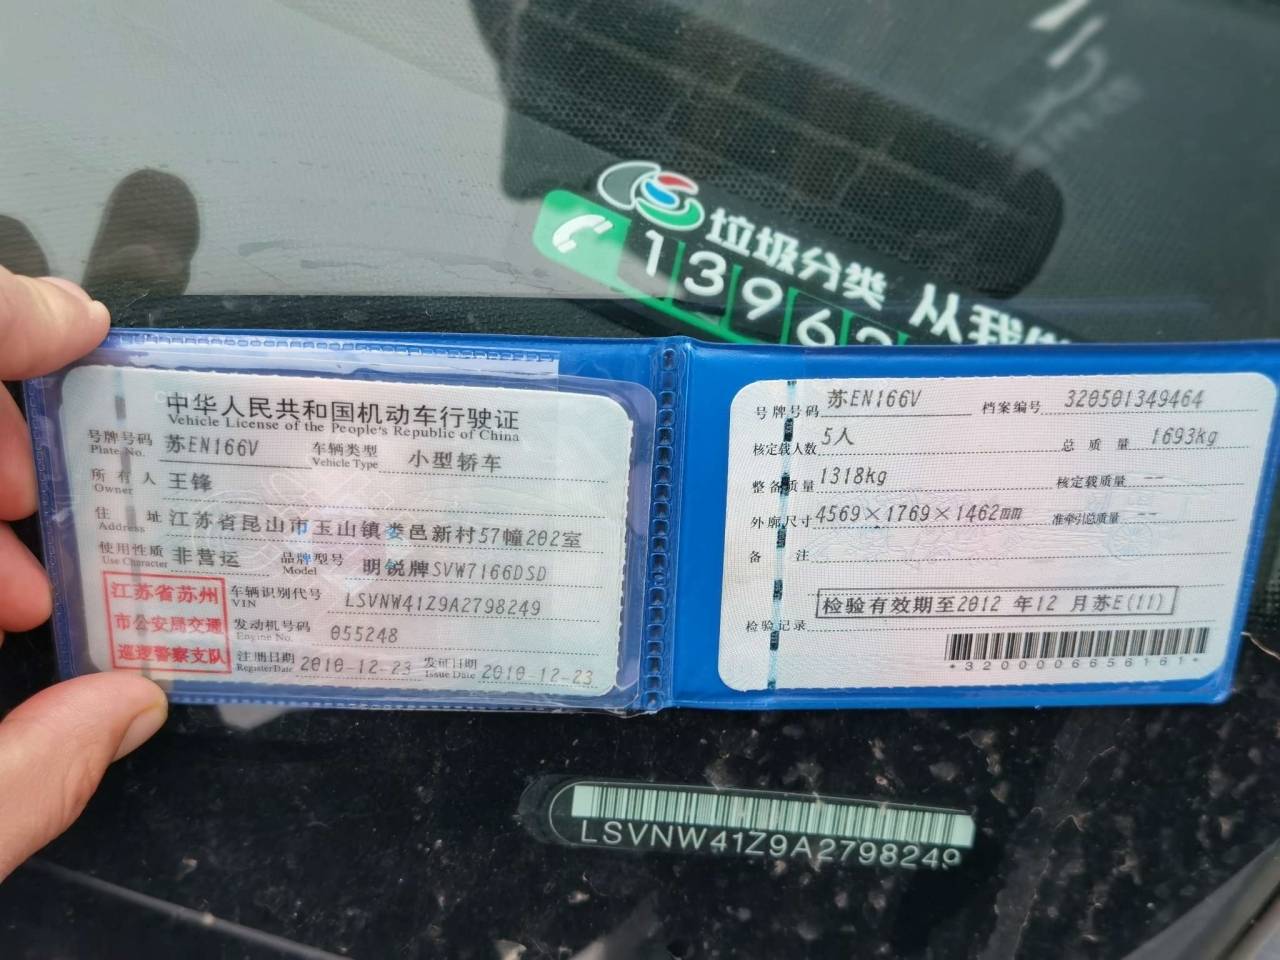 垃圾分类 从我
13962
中华人民共和国机动车行驶证
Vehicle License of the People's Republic of China
号牌号码 苏EN166V 车辆类型 小型轿车
Plate No. Vehicle Type
所有人 王锋
Owner
住址 江苏省昆山市玉山镇娄邑新村57幢202室
Address
使用性质 非营运 品牌型号 明锐牌SVW7166DSD
Use Character Model
江苏省苏州
市公安局交通
巡逻警察支队
车辆识别代号 LSVNW41Z9A2798249
VIN
发动机号码 055248
Engine No.
注册日期 2010-12-23 发证日期 2010-12-23
Register Date Issue Date
号牌号码 苏EN166V 档案编号 320501349464
核定载人数 5人 总质量 1693kg
整备质量 1318kg 核定载质量 --
外廓尺寸 4569×1769×1462mm 准牵引总质量 --
备注
检验有效期至2012 年12 月苏E(11)
检验记录
*3200006656161*
LSVNW41Z9A2798249